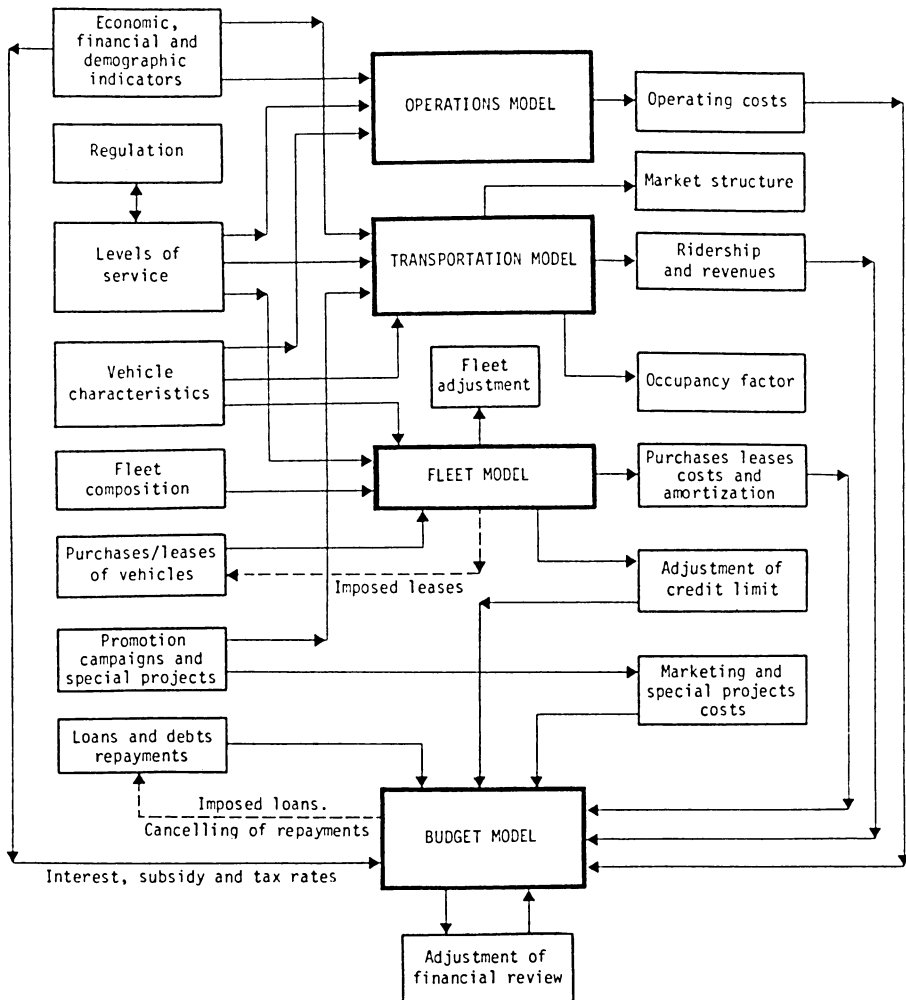 Economic,
financial and
demographic
indicators
OPERATIONS MODEL
Operating costs
Regulation
Market structure
Levels of
service
TRANSPORTATION MODEL
Ridership
and revenues
Vehicle
characteristics
Fleet
adjustment
Occupancy factor
Fleet
composition
FLEET MODEL
Purchases leases
costs and
amortization
Purchases/leases
of vehicles
Imposed leases
Adjustment of
credit limit
Promotion
campaigns and
special projects
Marketing and
special projects
costs
Loans and debts
repayments
Imposed loans.
Cancelling of repayments
BUDGET MODEL
Interest, subsidy and tax rates
Adjustment of
financial review